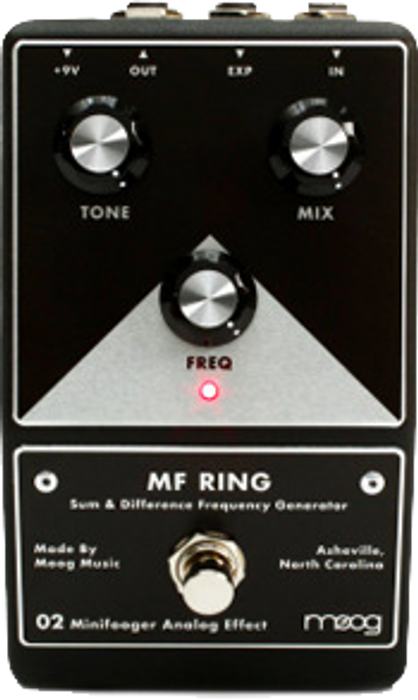 +9V OUT EXP IN
TONE MIX
FREQ
MF RING
Sum & Difference Frequency Generator
Made By
Moog Music
Asheville,
North Carolina
02 Minifooger Analog Effect moog